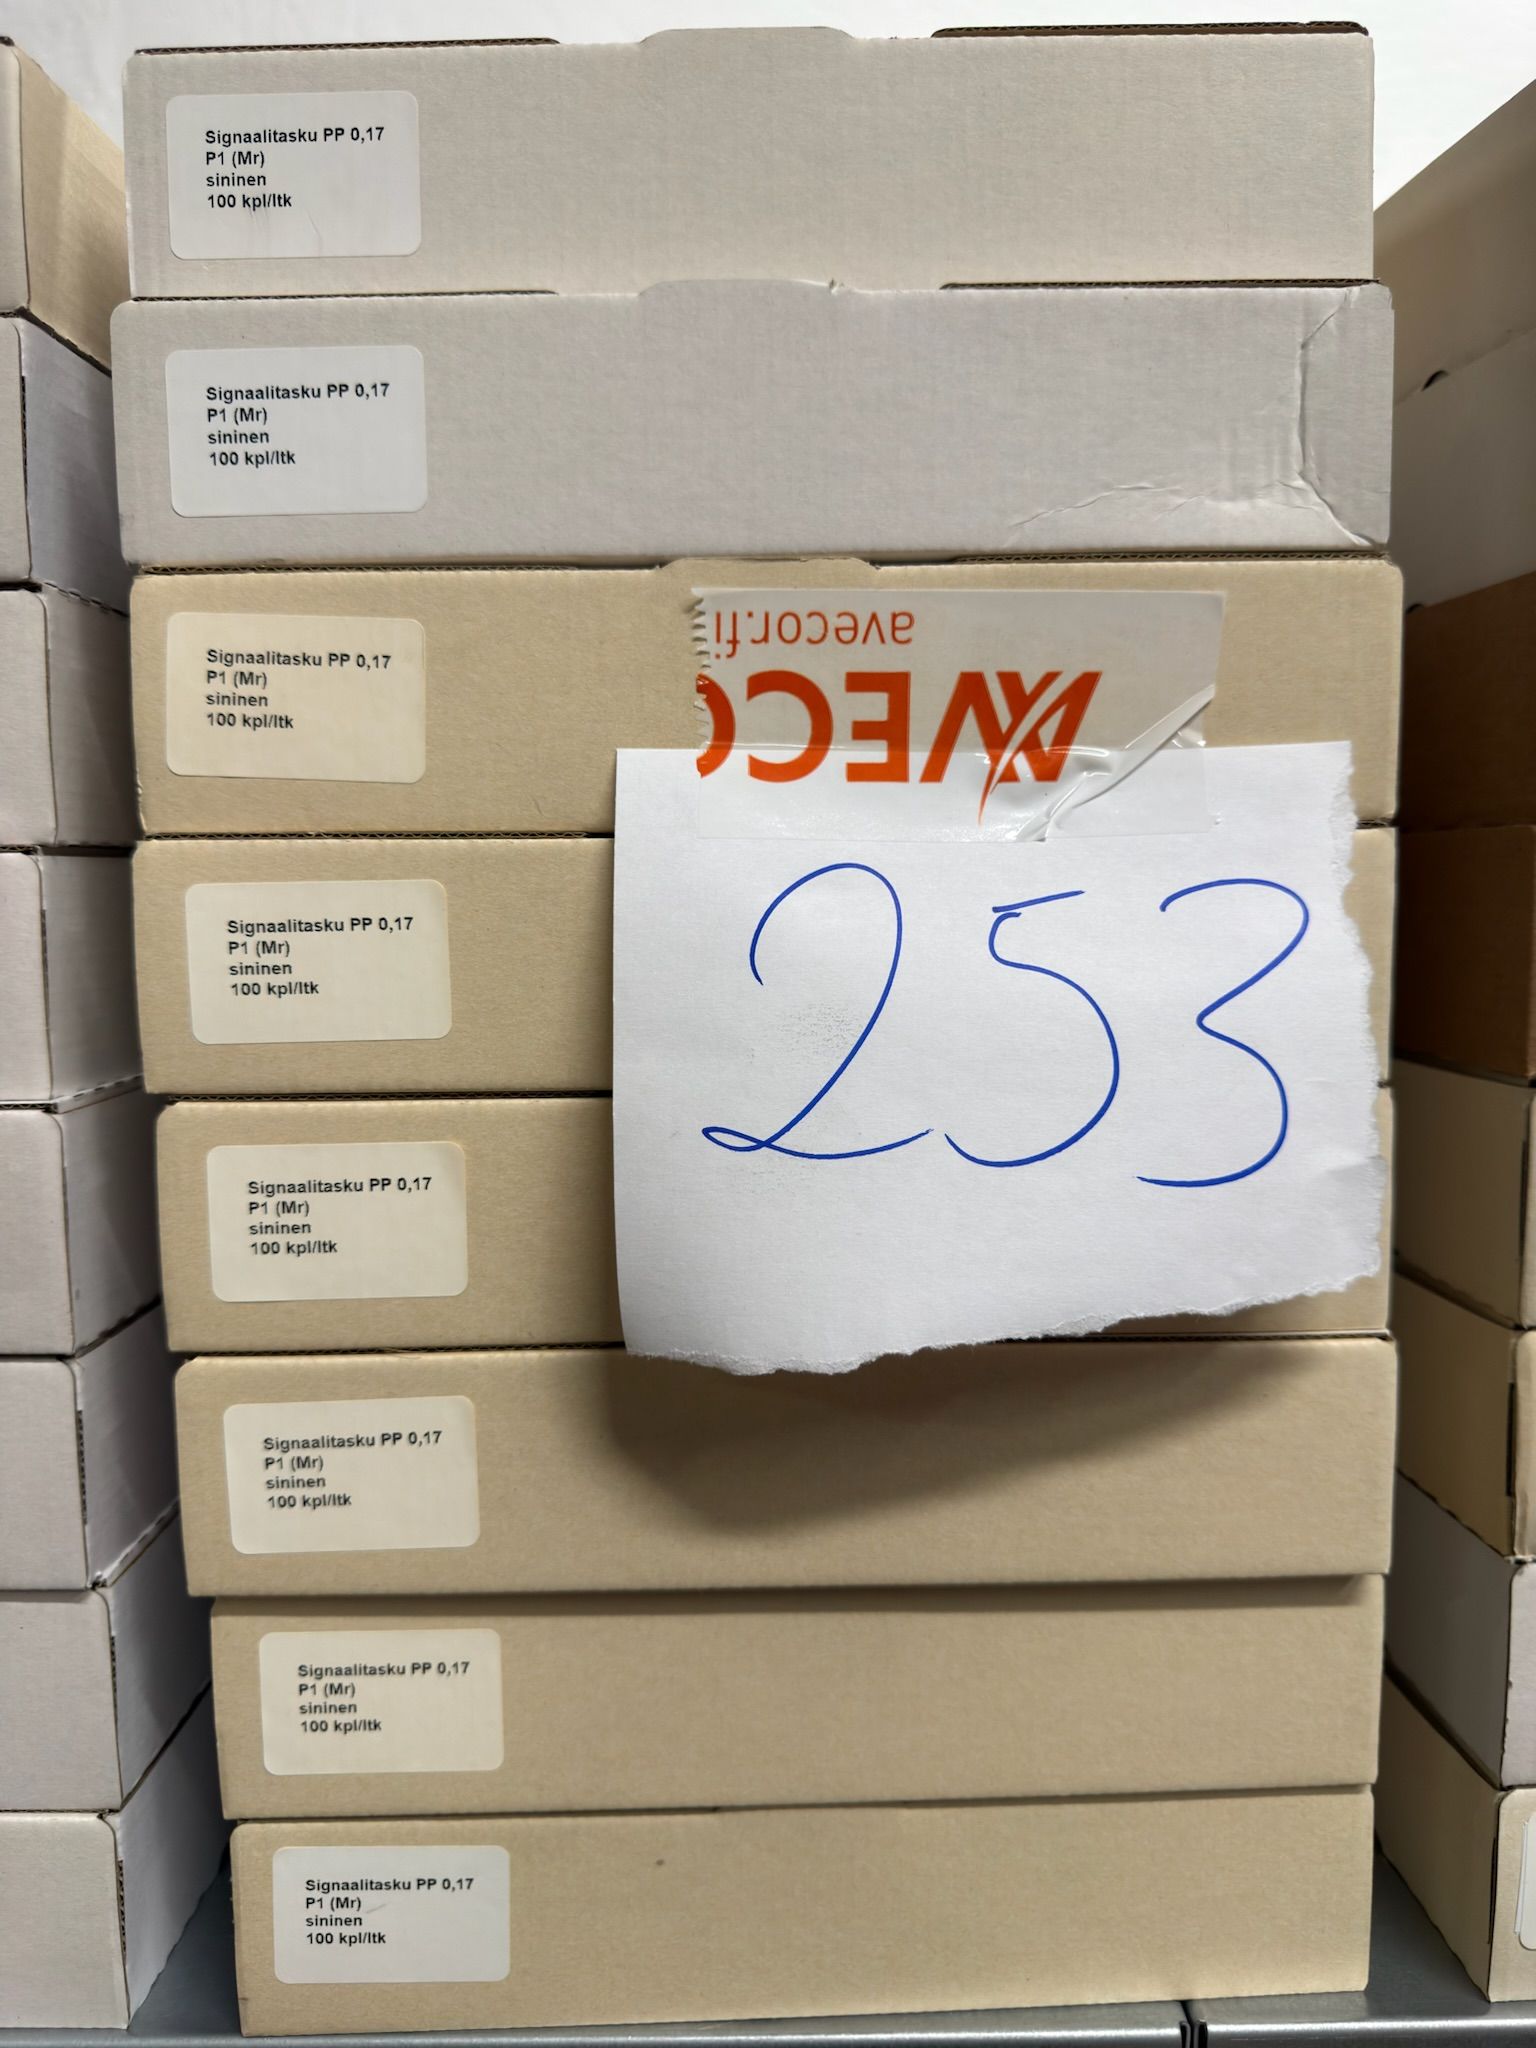 Signaalitasku PP 0,17
P1 (Mr)
sininen
100 kpl/ltk
Signaalitasku PP 0,17
P1 (Mr)
sininen
100 kpl/ltk
Signaalitasku PP 0,17
P1 (Mr)
sininen
100 kpl/ltk
avecor.fi
AVECO
Signaalitasku PP 0,17
P1 (Mr)
sininen
100 kpl/ltk
253
Signaalitasku PP 0,17
P1 (Mr)
sininen
100 kpl/ltk
Signaalitasku PP 0,17
P1 (Mr)
sininen
100 kpl/ltk
Signaalitasku PP 0,17
P1 (Mr)
sininen
100 kpl/ltk
Signaalitasku PP 0,17
P1 (Mr)
sininen
100 kpl/ltk